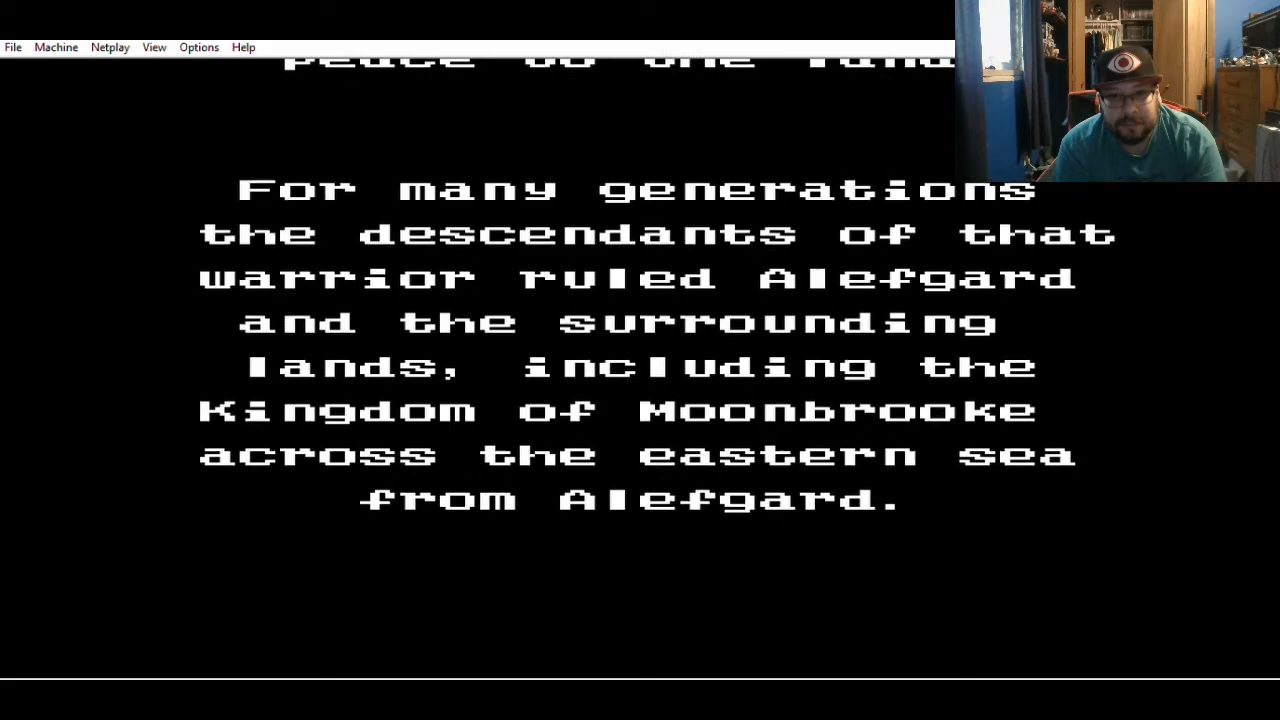 File Machine Netplay View Options Help
For many generations
the descendants of that
warrior ruled Alefgard
and the surrounding
lands, including the
Kingdom of Moonbrooke
across the eastern sea
from Alefgard.